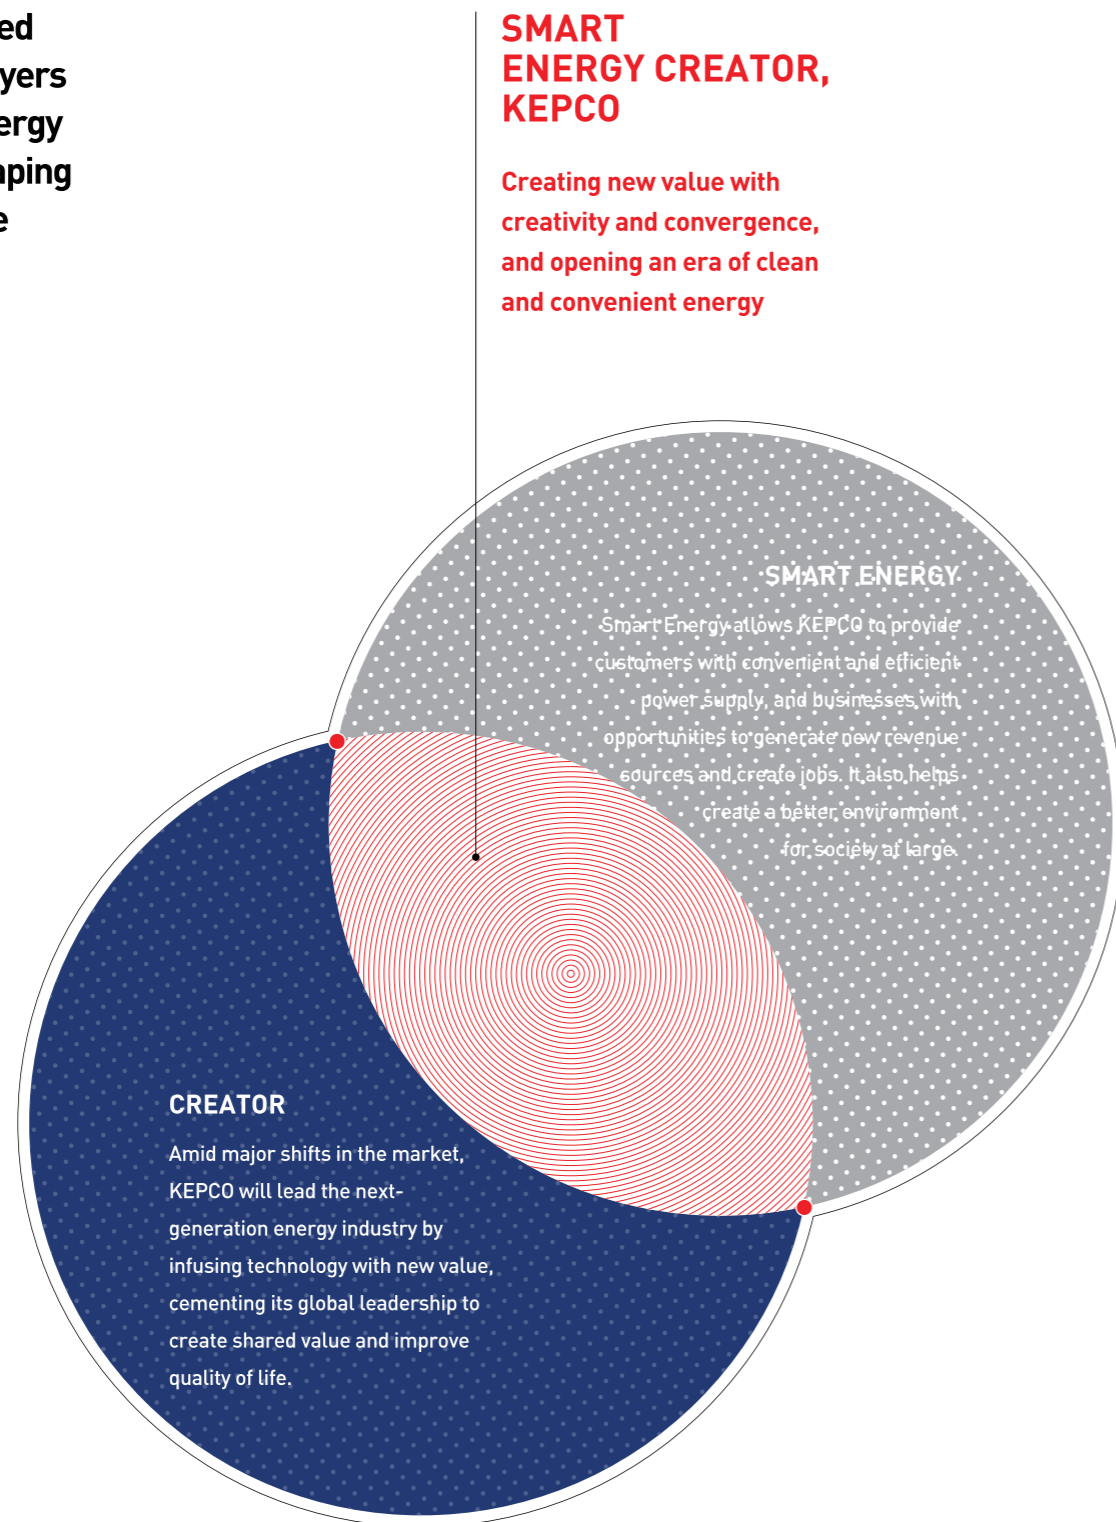 ed
yers
ergy
aping
e
SMART
ENERGY CREATOR,
KEPCO
Creating new value with
creativity and convergence,
and opening an era of clean
and convenient energy
SMART ENERGY
Smart Energy allows KEPCO to provide
customers with convenient and efficient
power supply, and businesses with
opportunities to generate new revenue
sources and create jobs. It also helps
create a better environment
for society at large.
CREATOR
Amid major shifts in the market,
KEPCO will lead the next-
generation energy industry by
infusing technology with new value,
cementing its global leadership to
create shared value and improve
quality of life.